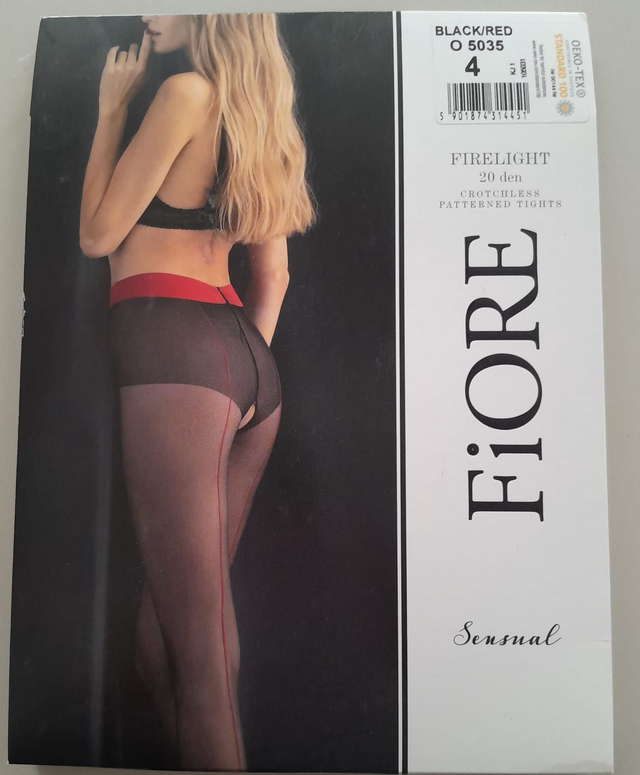 BLACK/RED
O 5035
4
5 901874 314451
OEKO-TEX®
STANDARD 100
FIRELIGHT
20 den
CROTCHLESS
PATTERNED TIGHTS
FiORE
Sensual